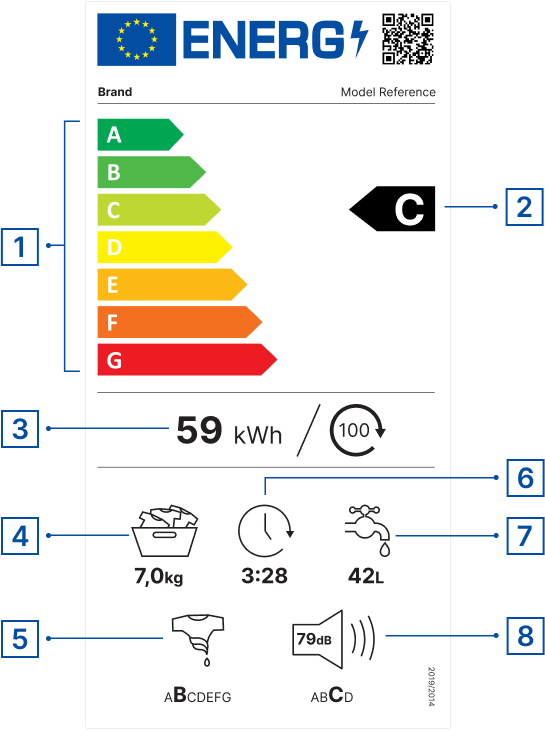 ENERG
Brand Model Reference
A
B
C
C
2
1
D
E
F
G
3
59 kWh / 100
6
4
7
7,0kg 3:28 42L
5
79dB
8
ABCDEFG ABCD
2019/2014